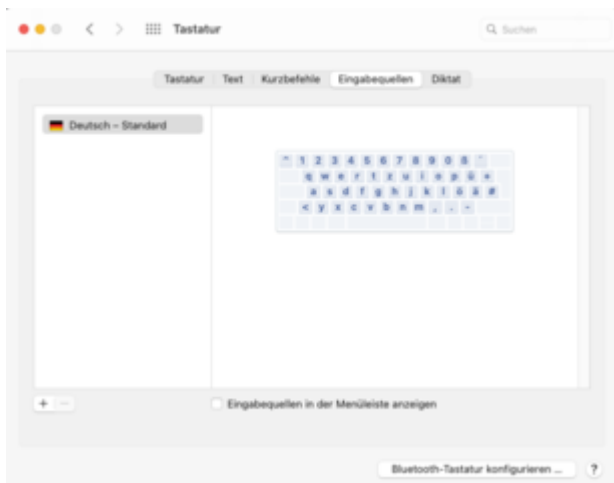 Tastatur
Suchen
Tastatur Text Kurzbefehle Eingabequellen Diktat
Deutsch – Standard
^ 1 2 3 4 5 6 7 8 9 0 ß ´
q w e r t z u i o p ü +
a s d f g h j k l ö ä #
< y x c v b n m , . -
+ −
Eingabequellen in der Menüleiste anzeigen
Bluetooth-Tastatur konfigurieren ... ?